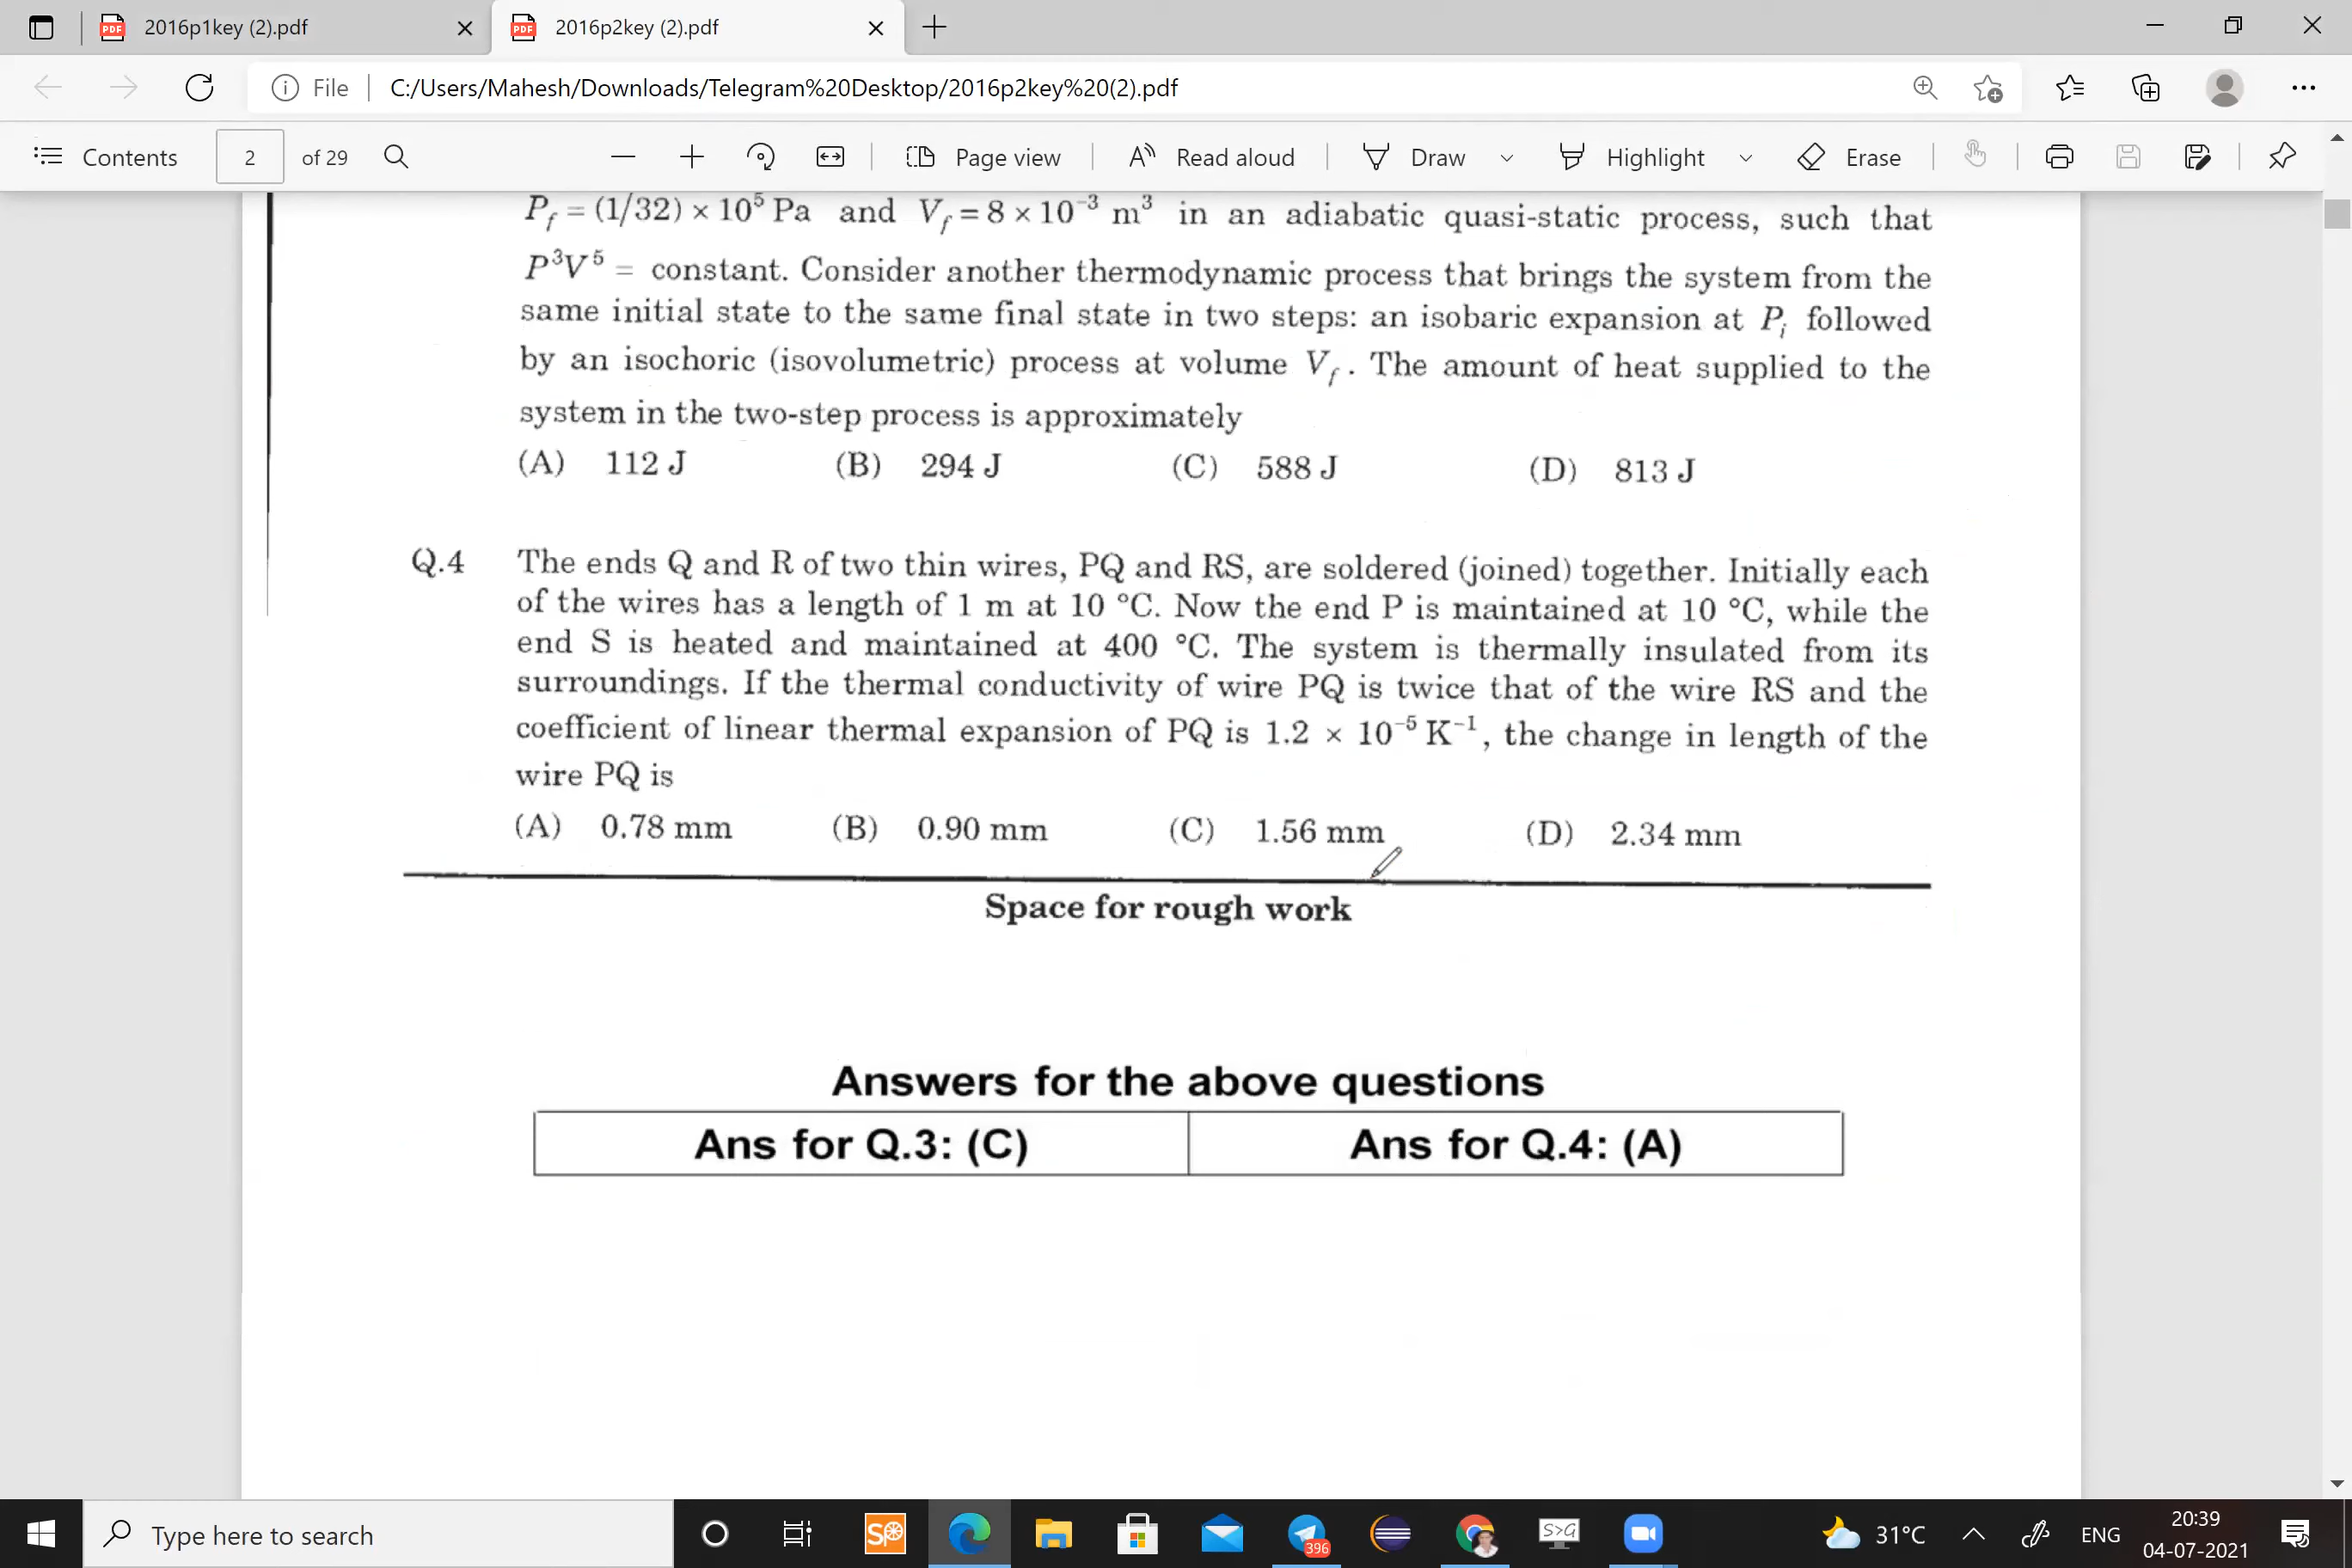 2016p1key (2).pdf
2016p2key (2).pdf
File
C:/Users/Mahesh/Downloads/Telegram%20Desktop/2016p2key%20(2).pdf
Contents 2 of 29 Page view Read aloud Draw Highlight Erase
P_f = (1/32) × 10⁵ Pa and V_f = 8 × 10⁻³ m³ in an adiabatic quasi-static process, such that
P³V⁵ = constant. Consider another thermodynamic process that brings the system from the
same initial state to the same final state in two steps: an isobaric expansion at P_i followed
by an isochoric (isovolumetric) process at volume V_f. The amount of heat supplied to the
system in the two-step process is approximately
(A) 112 J (B) 294 J (C) 588 J (D) 813 J
Q.4 The ends Q and R of two thin wires, PQ and RS, are soldered (joined) together. Initially each
of the wires has a length of 1 m at 10 °C. Now the end P is maintained at 10 °C, while the
end S is heated and maintained at 400 °C. The system is thermally insulated from its
surroundings. If the thermal conductivity of wire PQ is twice that of the wire RS and the
coefficient of linear thermal expansion of PQ is 1.2 × 10⁻⁵ K⁻¹, the change in length of the
wire PQ is
(A) 0.78 mm (B) 0.90 mm (C) 1.56 mm (D) 2.34 mm
Space for rough work
Answers for the above questions
Ans for Q.3: (C) Ans for Q.4: (A)
Type here to search
SP
396
S>G
31°C
ENG
20:39
04-07-2021